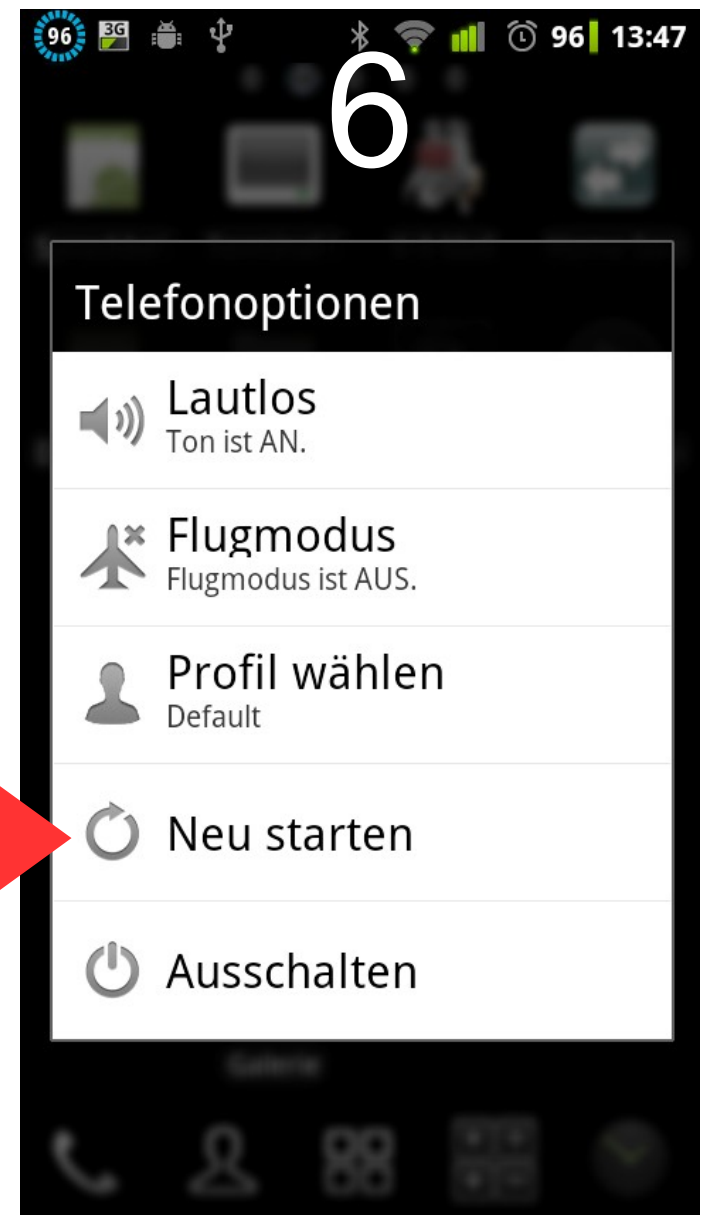 96 3G 96 13:47
6
Telefonoptionen
Lautlos
Ton ist AN.
Flugmodus
Flugmodus ist AUS.
Profil wählen
Default
Neu starten
Ausschalten
Galerie